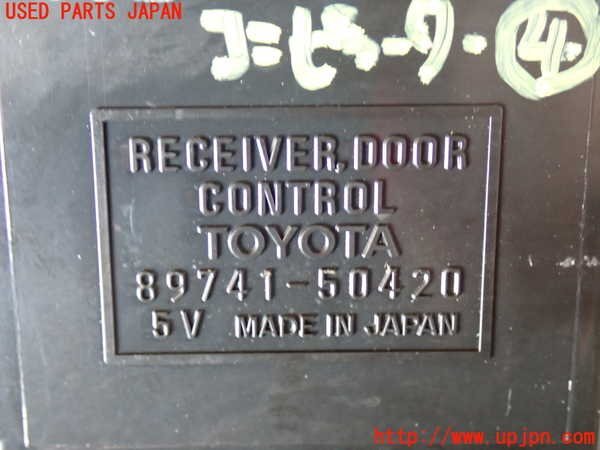 USED PARTS JAPAN
コンピュータ- ④
RECEIVER, DOOR
CONTROL
TOYOTA
89741-50420
5V MADE IN JAPAN
http://www.upjpn.com